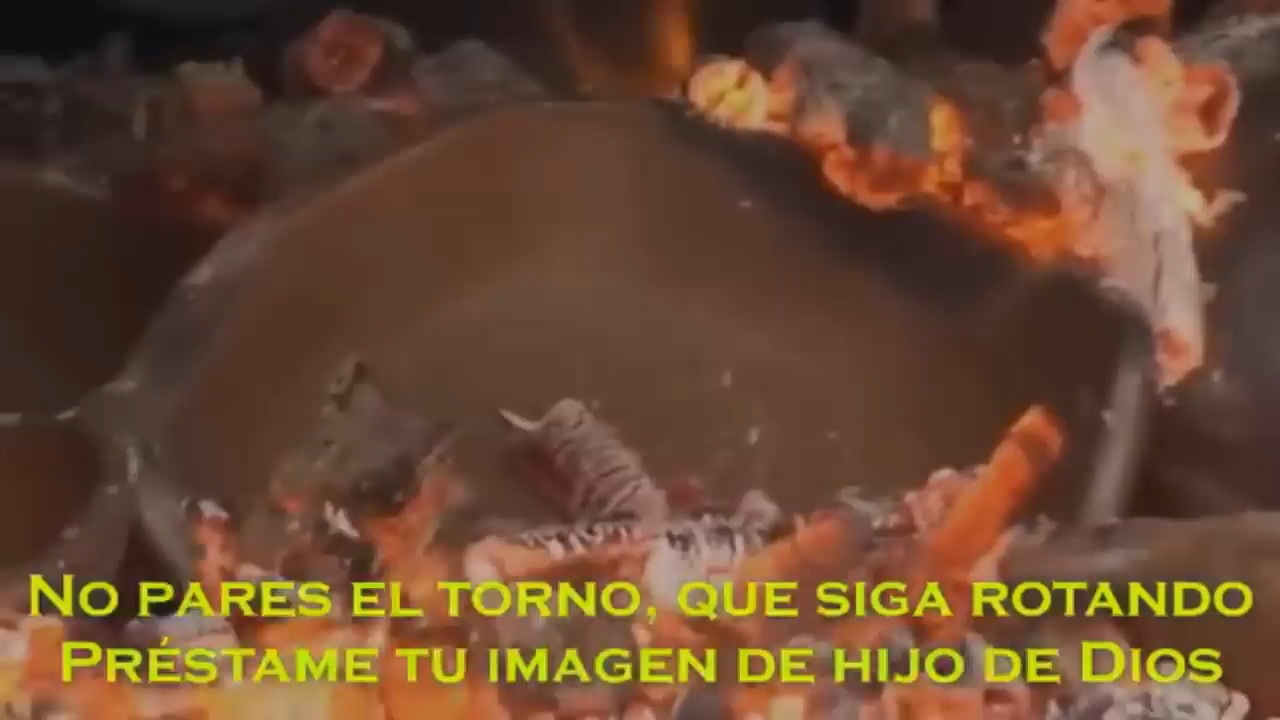 No pares el torno, que siga rotando
Préstame tu imagen de hijo de Dios